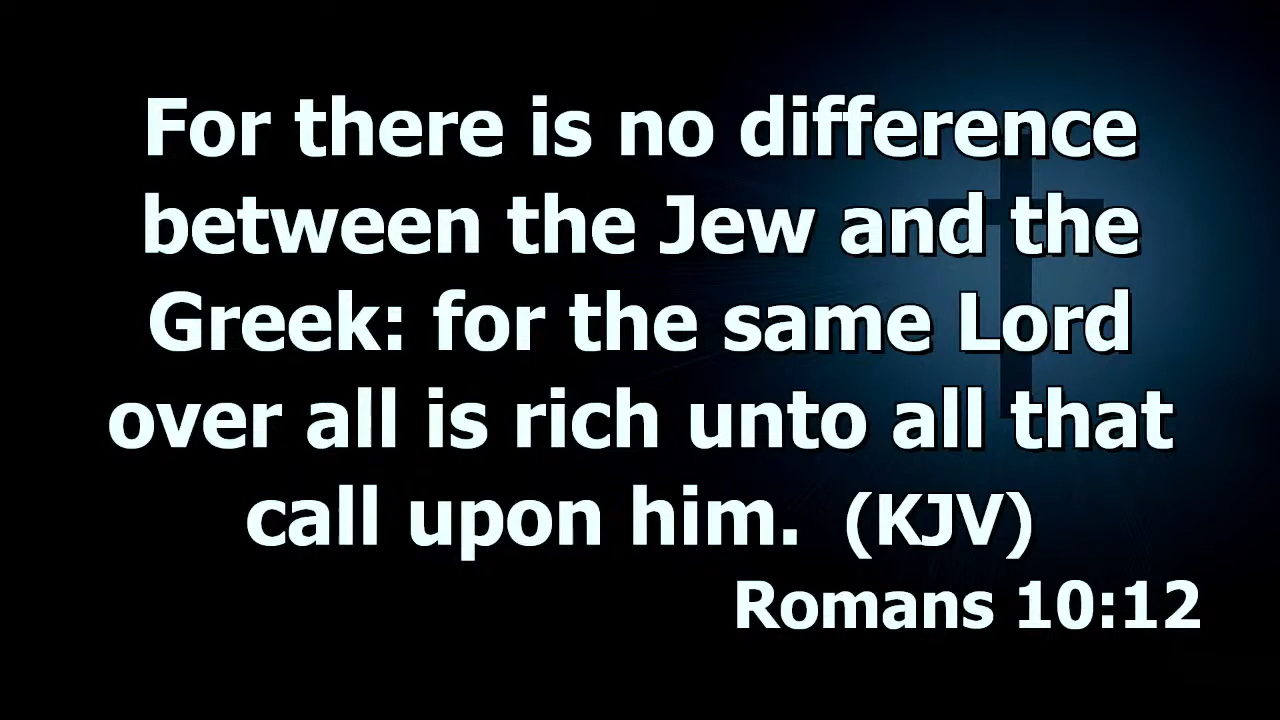 For there is no difference
between the Jew and the
Greek: for the same Lord
over all is rich unto all that
call upon him. (KJV)
Romans 10:12